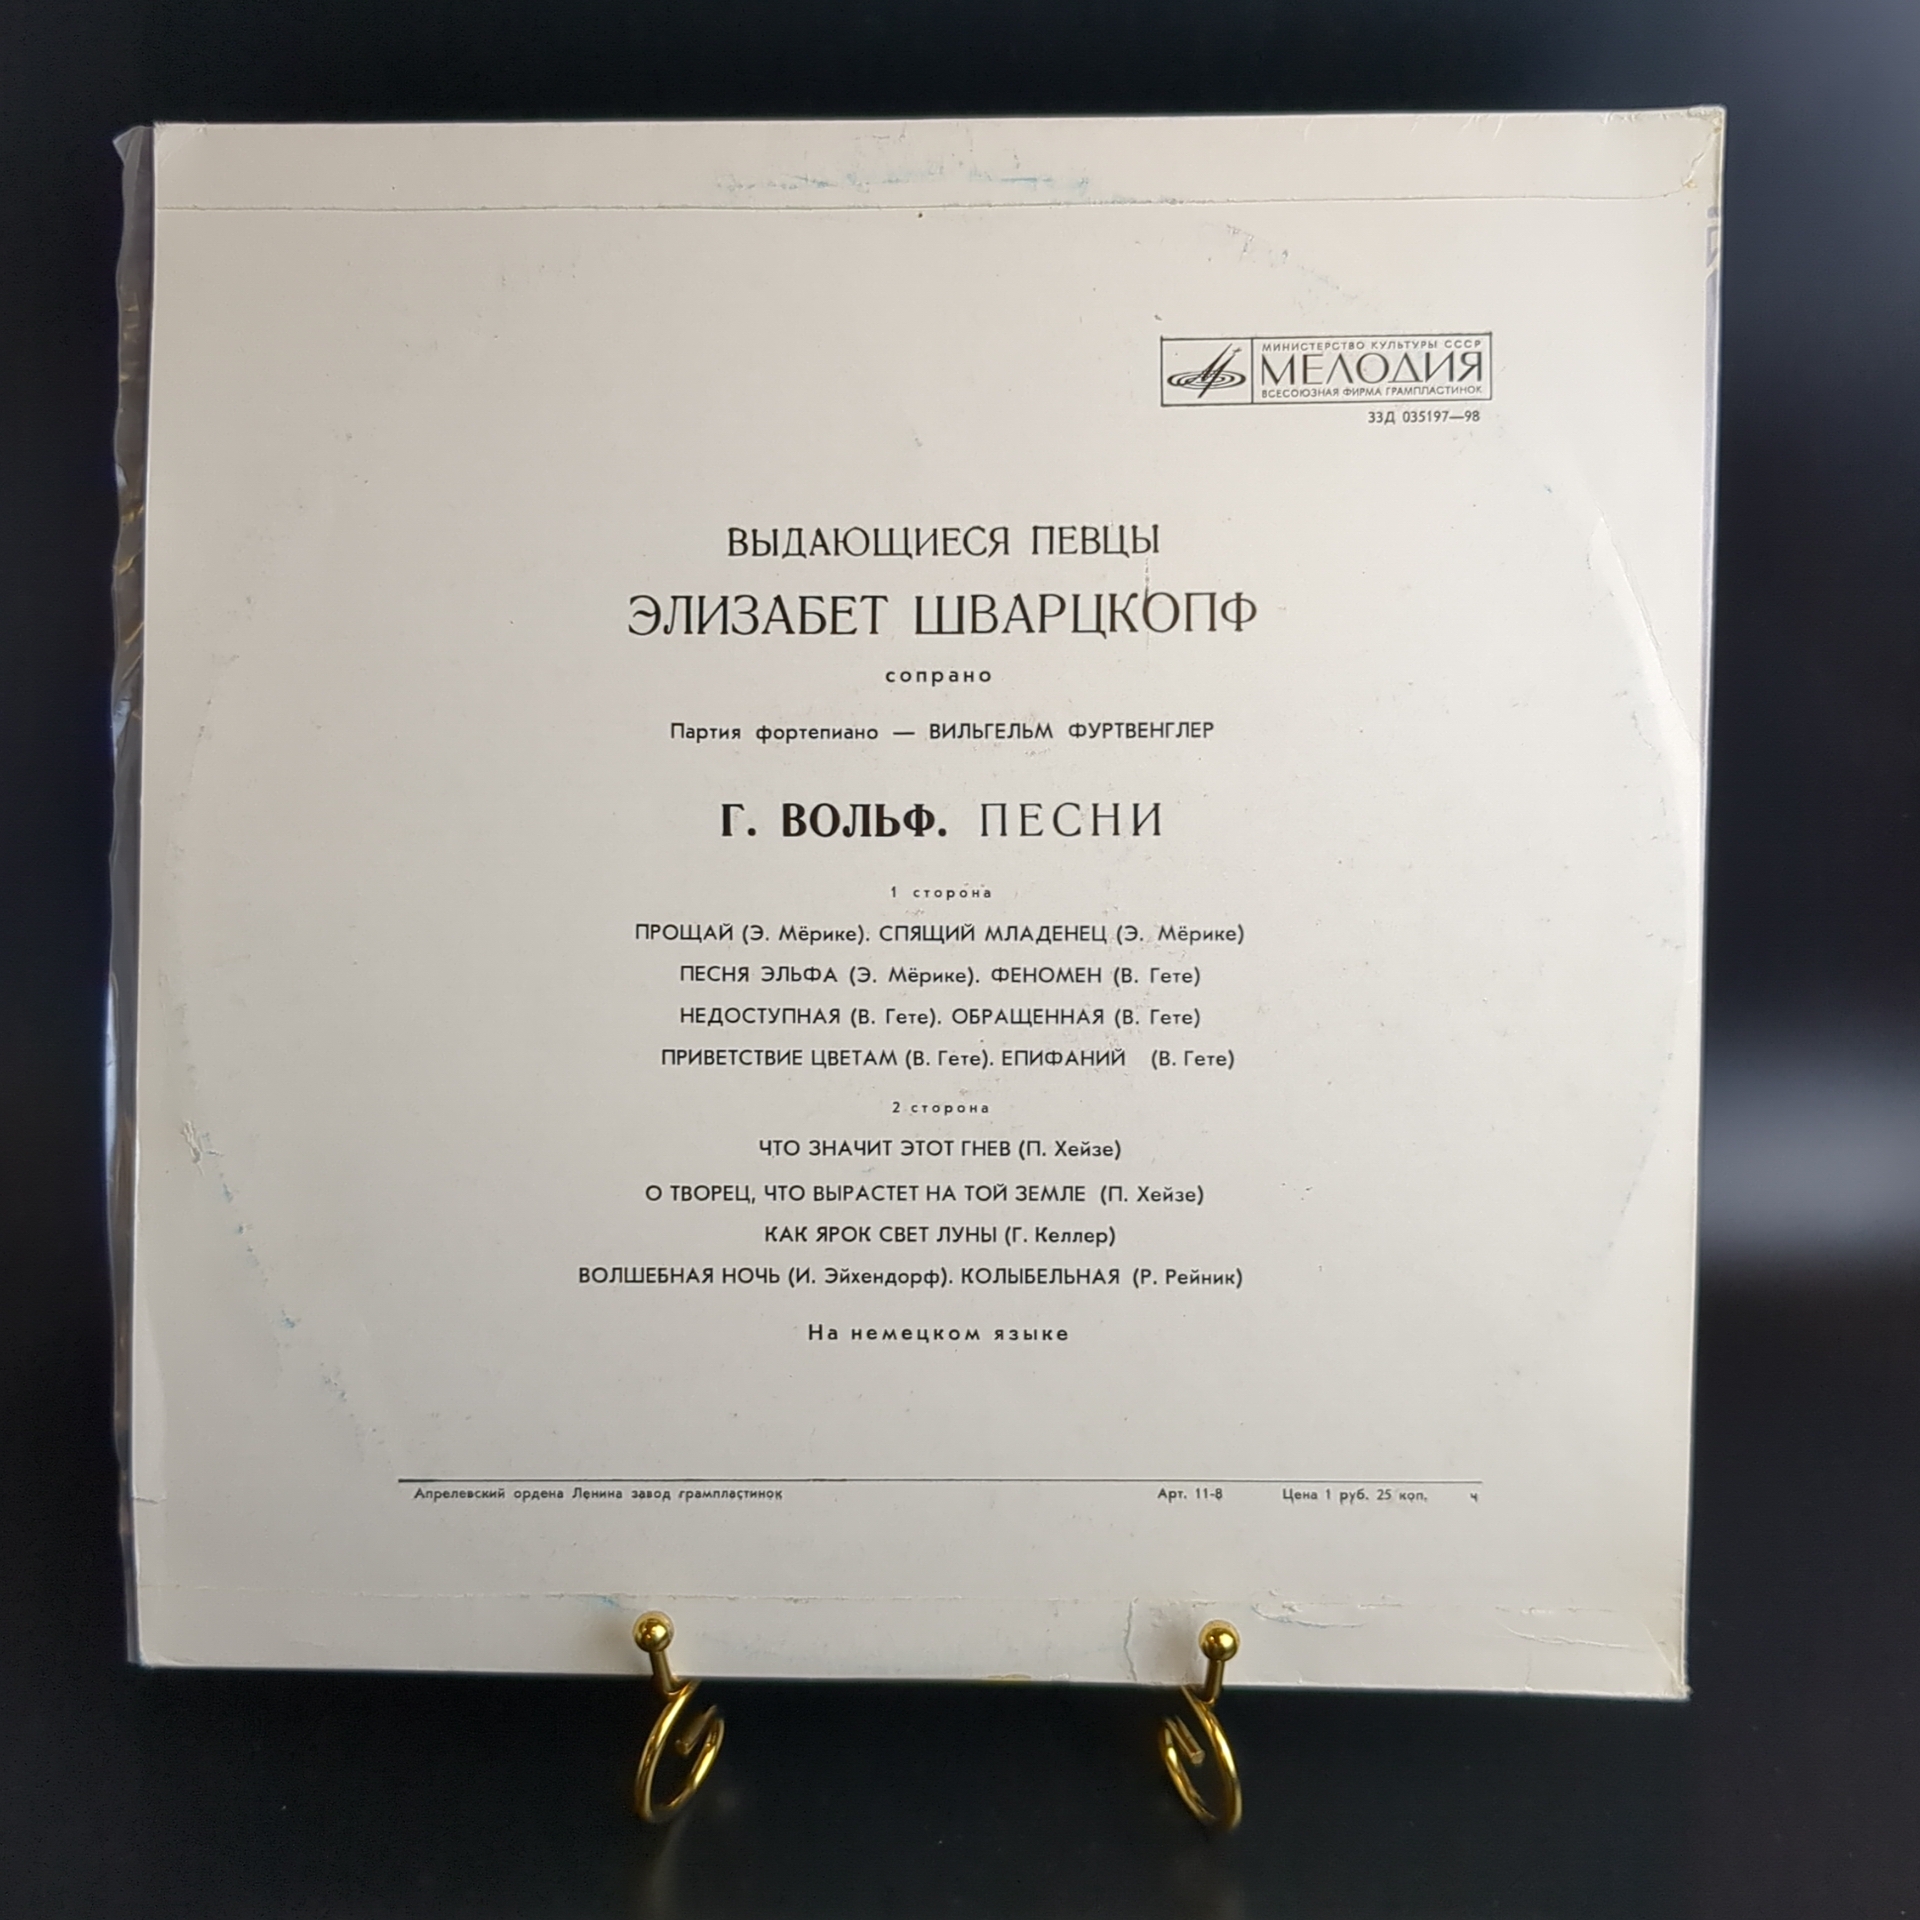 МИНИСТЕРСТВО КУЛЬТУРЫ СССР
МЕЛОДИЯ
ВСЕСОЮЗНАЯ ФИРМА ГРАМПЛАСТИНОК
33Д 035197—98
ВЫДАЮЩИЕСЯ ПЕВЦЫ
ЭЛИЗАБЕТ ШВАРЦКОПФ
сопрано
Партия фортепиано — ВИЛЬГЕЛЬМ ФУРТВЕНГЛЕР
Г. ВОЛЬФ. ПЕСНИ
1 сторона
ПРОЩАЙ (Э. Мёрике). СПЯЩИЙ МЛАДЕНЕЦ (Э. Мёрике)
ПЕСНЯ ЭЛЬФА (Э. Мёрике). ФЕНОМЕН (В. Гете)
НЕДОСТУПНАЯ (В. Гете). ОБРАЩЕННАЯ (В. Гете)
ПРИВЕТСТВИЕ ЦВЕТАМ (В. Гете). ЕПИФАНИЙ (В. Гете)
2 сторона
ЧТО ЗНАЧИТ ЭТОТ ГНЕВ (П. Хейзе)
О ТВОРЕЦ, ЧТО ВЫРАСТЕТ НА ТОЙ ЗЕМЛЕ (П. Хейзе)
КАК ЯРОК СВЕТ ЛУНЫ (Г. Келлер)
ВОЛШЕБНАЯ НОЧЬ (И. Эйхендорф). КОЛЫБЕЛЬНАЯ (Р. Рейник)
На немецком языке
Апрелевский ордена Ленина завод грампластинок Арт. 11-8 Цена 1 руб. 25 коп. ч